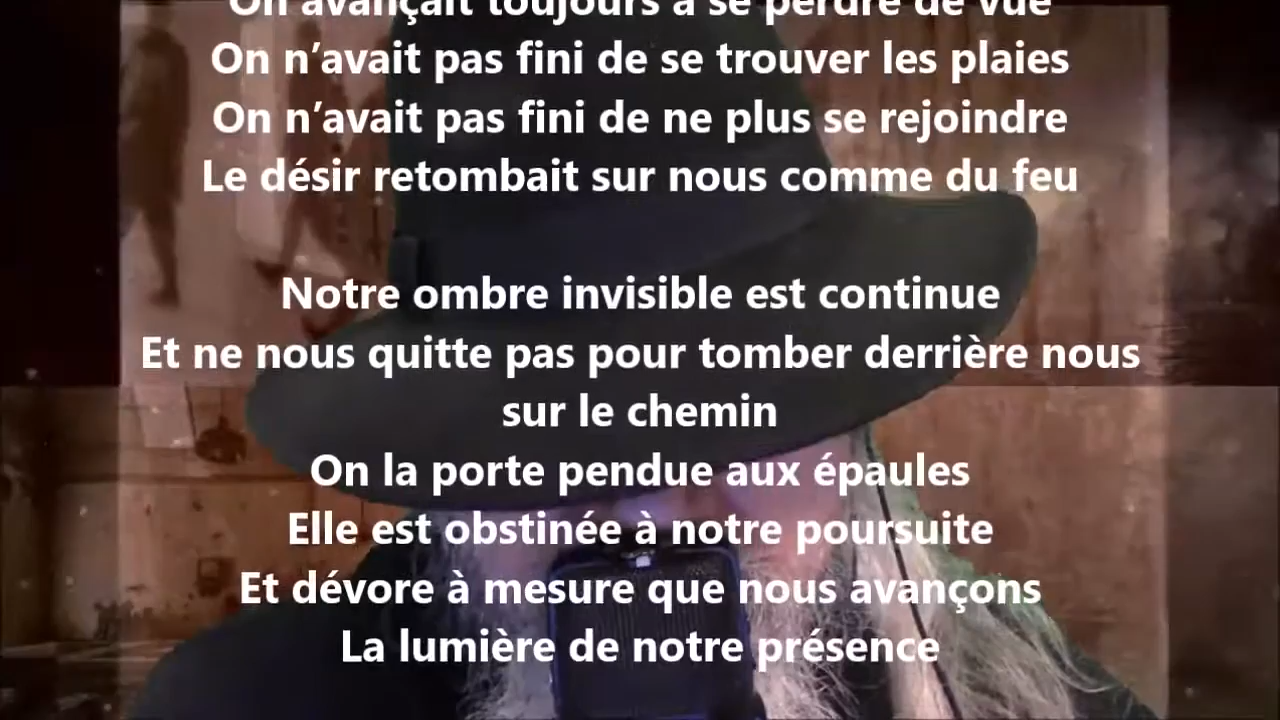 On avançait toujours à se perdre de vue
On n’avait pas fini de se trouver les plaies
On n’avait pas fini de ne plus se rejoindre
Le désir retombait sur nous comme du feu
Notre ombre invisible est continue
Et ne nous quitte pas pour tomber derrière nous
sur le chemin
On la porte pendue aux épaules
Elle est obstinée à notre poursuite
Et dévore à mesure que nous avançons
La lumière de notre présence